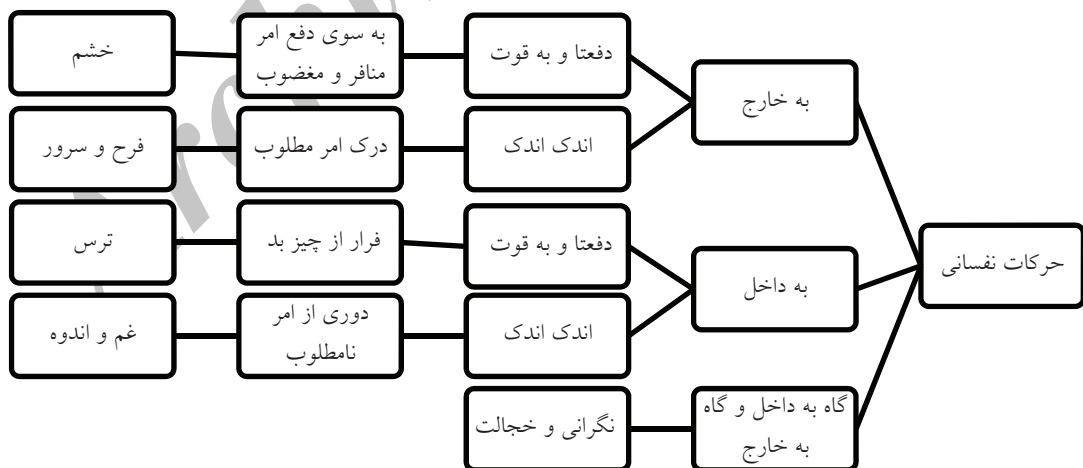 حرکات نفسانی
به خارج
دفعتا و به قوت
به سوی دفع امر
منافر و مغضوب
خشم
اندک اندک
درک امر مطلوب
فرح و سرور
به داخل
دفعتا و به قوت
فرار از چیز بد
ترس
اندک اندک
دوری از امر
نامطلوب
غم و اندوه
گاه به داخل و گاه
به خارج
نگرانی و خجالت